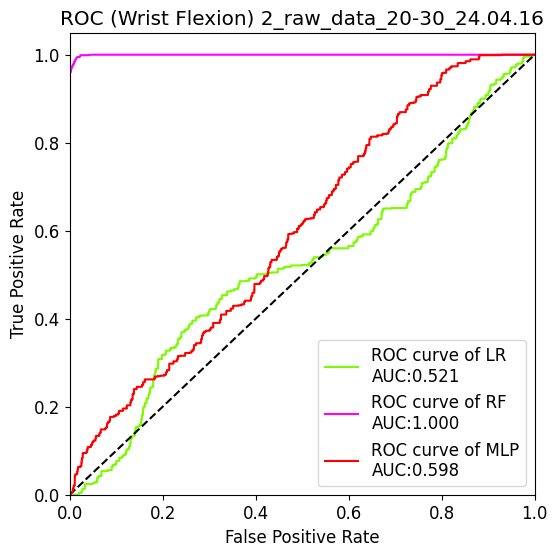 ROC (Wrist Flexion) 2_raw_data_20-30_24.04.16
1.0
0.8
0.6
0.4
0.2
0.0
True Positive Rate
ROC curve of LR
AUC:0.521
ROC curve of RF
AUC:1.000
ROC curve of MLP
AUC:0.598
0.0 0.2 0.4 0.6 0.8 1.0
False Positive Rate